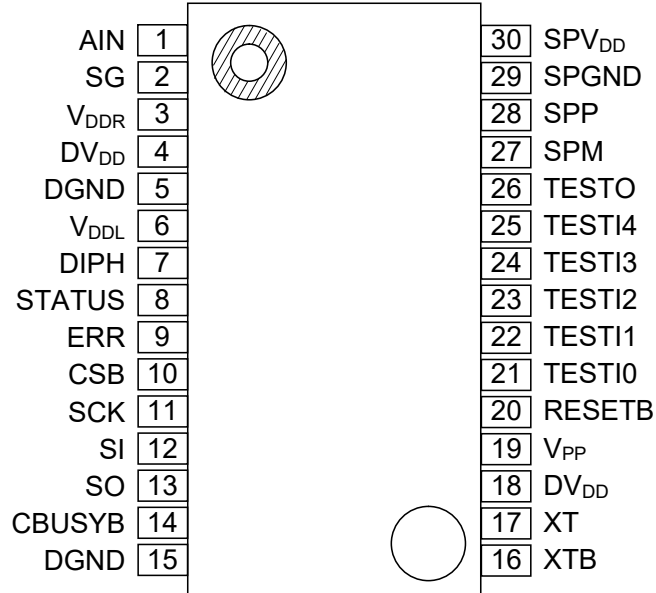 AIN 1 30 SPVDD
SG 2 29 SPGND
VDDR 3 28 SPP
DVDD 4 27 SPM
DGND 5 26 TESTO
VDDL 6 25 TESTI4
DIPH 7 24 TESTI3
STATUS 8 23 TESTI2
ERR 9 22 TESTI1
CSB 10 21 TESTI0
SCK 11 20 RESETB
SI 12 19 VPP
SO 13 18 DVDD
CBUSYB 14 17 XT
DGND 15 16 XTB